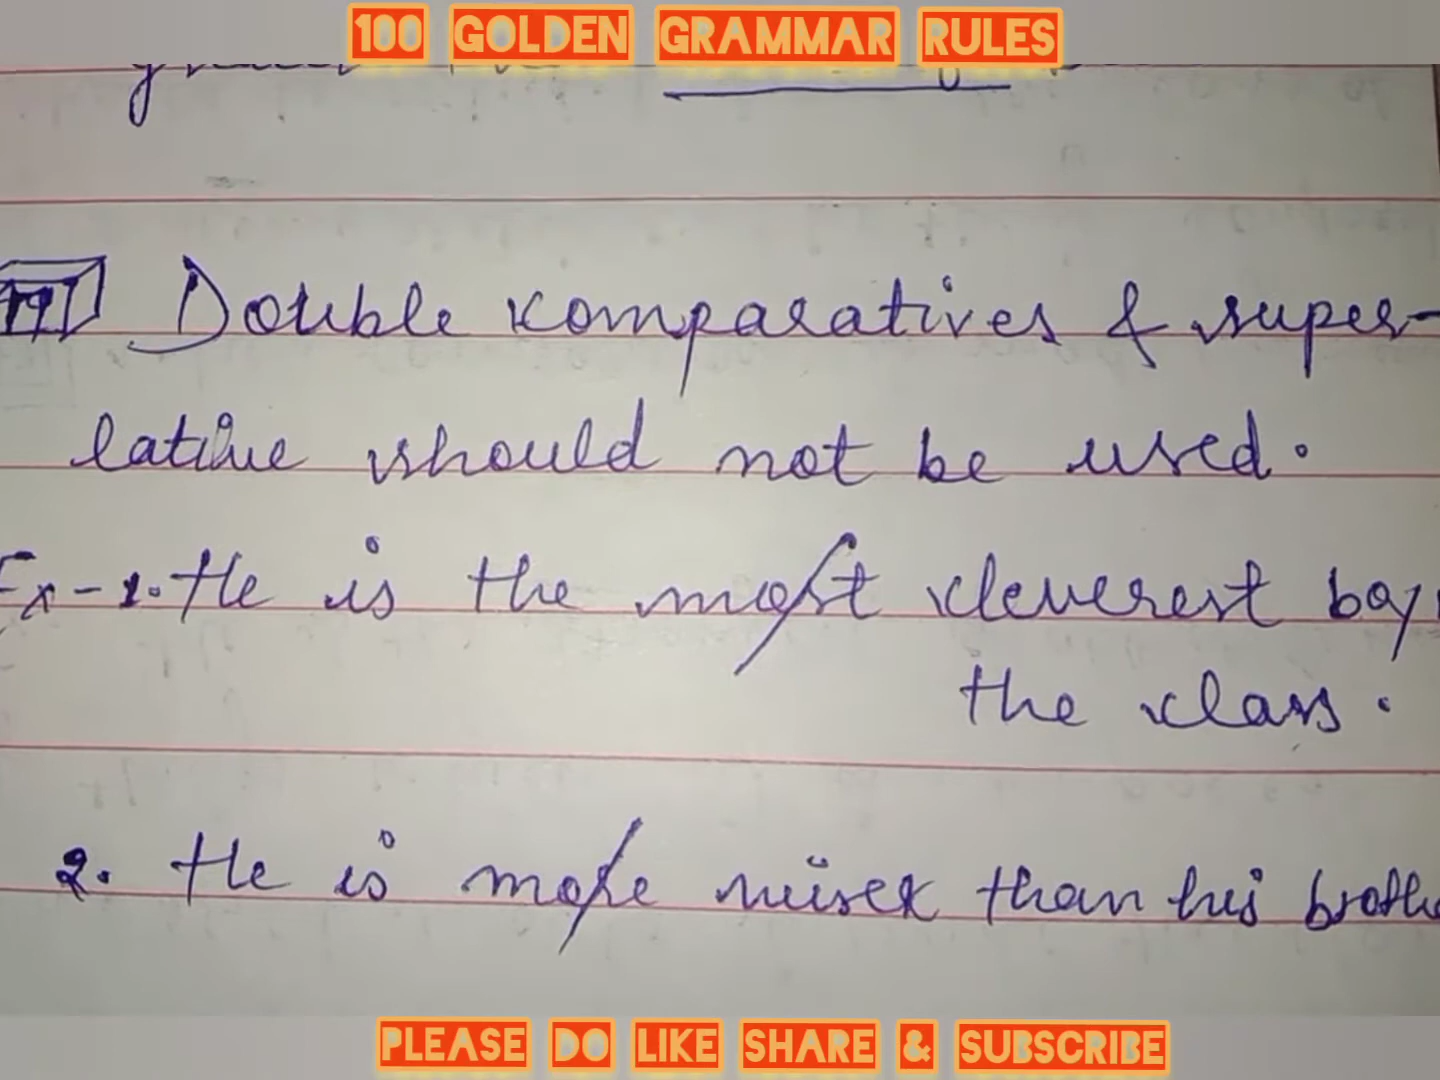 100 GOLDEN GRAMMAR RULES
Double comparatives & super-
lative should not be used.
Ex-1. He is the most cleverest boy
the class.
2. He is more than his brothe
PLEASE DO LIKE SHARE & SUBSCRIBE